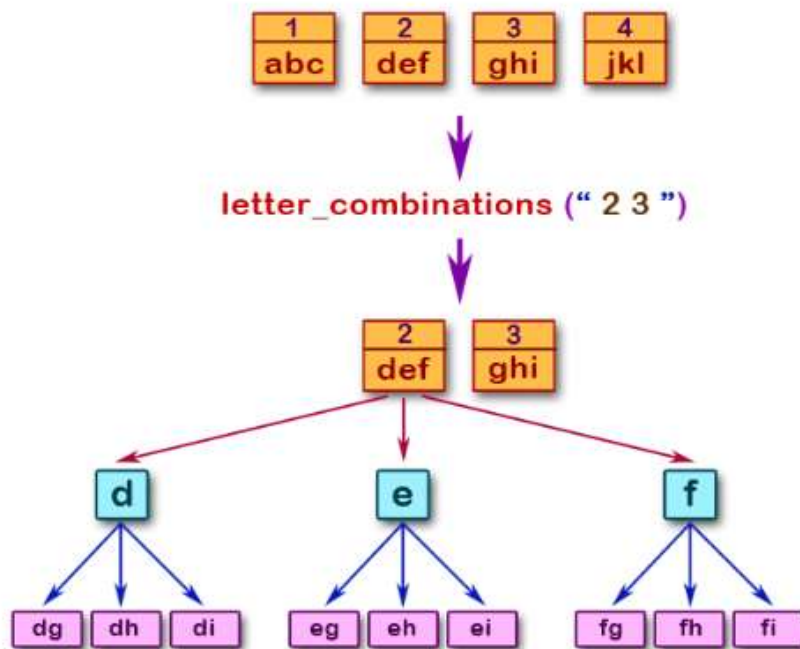 1 2 3 4
abc def ghi jkl
letter_combinations (“ 2 3 ”)
2 3
def ghi
d e f
dg dh di eg eh ei fg fh fi